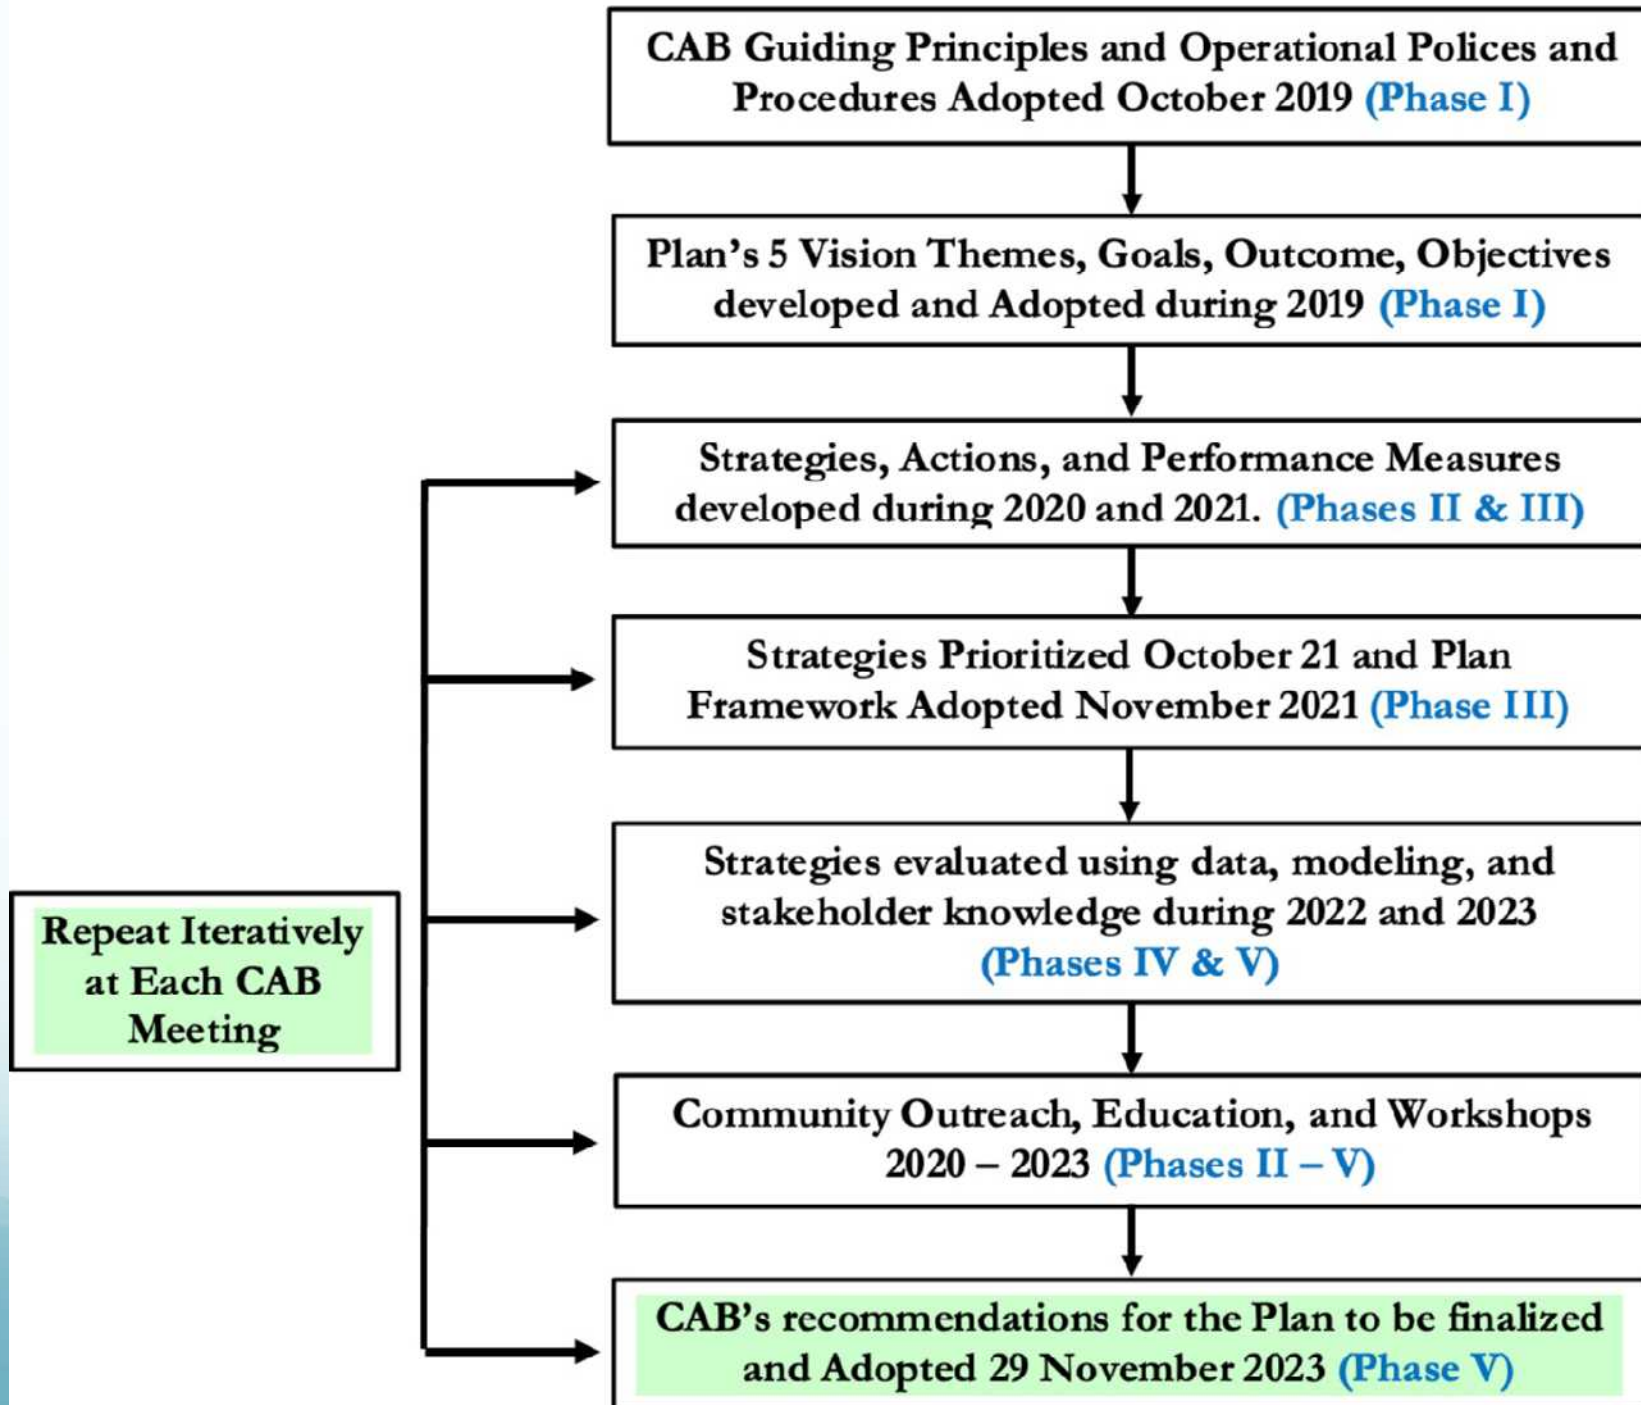 CAB Guiding Principles and Operational Polices and
Procedures Adopted October 2019 (Phase I)
Plan's 5 Vision Themes, Goals, Outcome, Objectives
developed and Adopted during 2019 (Phase I)
Strategies, Actions, and Performance Measures
developed during 2020 and 2021. (Phases II & III)
Strategies Prioritized October 21 and Plan
Framework Adopted November 2021 (Phase III)
Strategies evaluated using data, modeling, and
stakeholder knowledge during 2022 and 2023
(Phases IV & V)
Repeat Iteratively
at Each CAB
Meeting
Community Outreach, Education, and Workshops
2020 – 2023 (Phases II – V)
CAB's recommendations for the Plan to be finalized
and Adopted 29 November 2023 (Phase V)